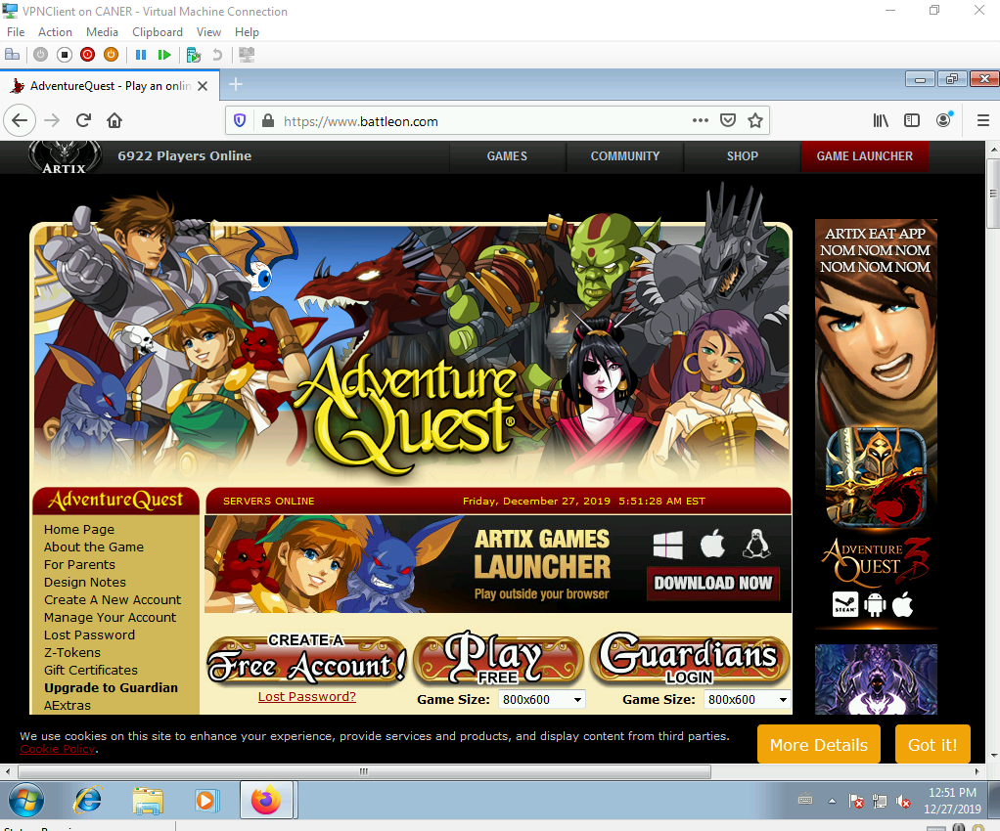 VPNClient on CANER - Virtual Machine Connection
File Action Media Clipboard View Help
AdventureQuest - Play an onlin
https://www.battleon.com
ARTIX
6922 Players Online
GAMES
COMMUNITY
SHOP
GAME LAUNCHER
ARTIX EAT APP
NOM NOM NOM
NOM NOM NOM
Adventure
Quest®
AdventureQuest
SERVERS ONLINE
Friday, December 27, 2019 5:51:28 AM EST
Home Page
About the Game
For Parents
Design Notes
Create A New Account
Manage Your Account
Lost Password
Z-Tokens
Gift Certificates
Upgrade to Guardian
AExtras
ARTIX GAMES
LAUNCHER
Play outside your browser
DOWNLOAD NOW
ADVENTURE
QUEST 3D
STEAM
CREATE A
Free Account!
Lost Password?
Play
FREE
Game Size: 800x600
Guardians
LOGIN
Game Size: 800x600
We use cookies on this site to enhance your experience, provide services and products, and display content from third parties.
Cookie Policy.
More Details
Got it!
12:51 PM
12/27/2019